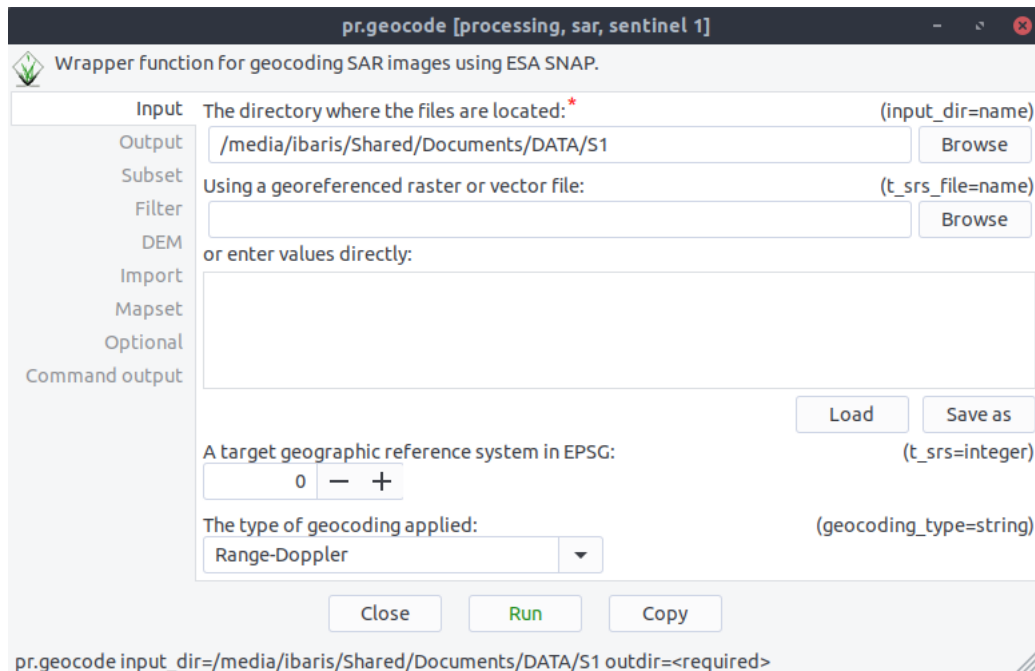 pr.geocode [processing, sar, sentinel 1]
Wrapper function for geocoding SAR images using ESA SNAP.
Input
Output
Subset
Filter
DEM
Import
Mapset
Optional
Command output
The directory where the files are located:* (input_dir=name)
/media/ibaris/Shared/Documents/DATA/S1 Browse
Using a georeferenced raster or vector file: (t_srs_file=name)
Browse
or enter values directly:
Load Save as
A target geographic reference system in EPSG: (t_srs=integer)
0 — +
The type of geocoding applied: (geocoding_type=string)
Range-Doppler
Close Run Copy
pr.geocode input_dir=/media/ibaris/Shared/Documents/DATA/S1 outdir=<required>